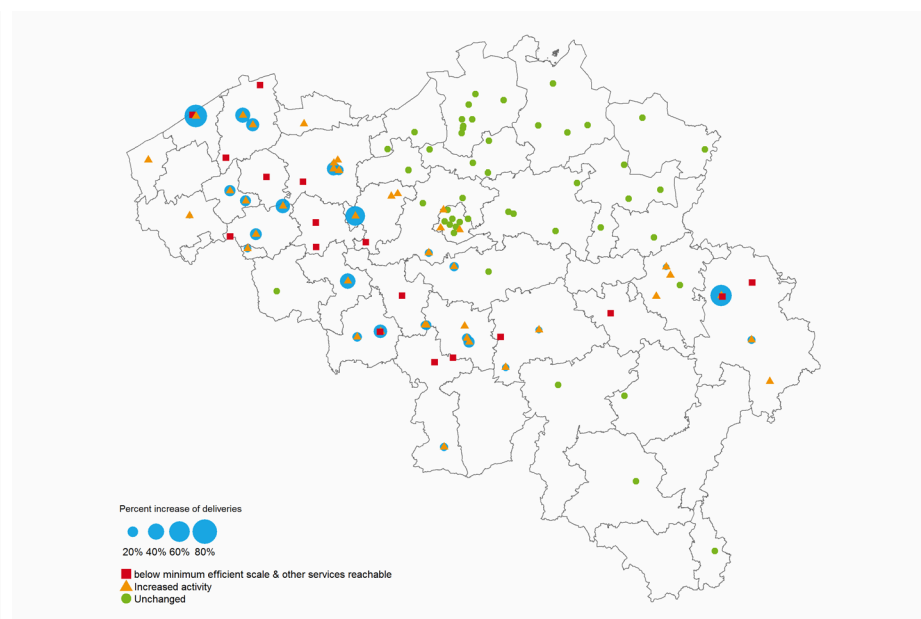 Percent increase of deliveries
20% 40% 60% 80%
below minimum efficient scale & other services reachable
Increased activity
Unchanged